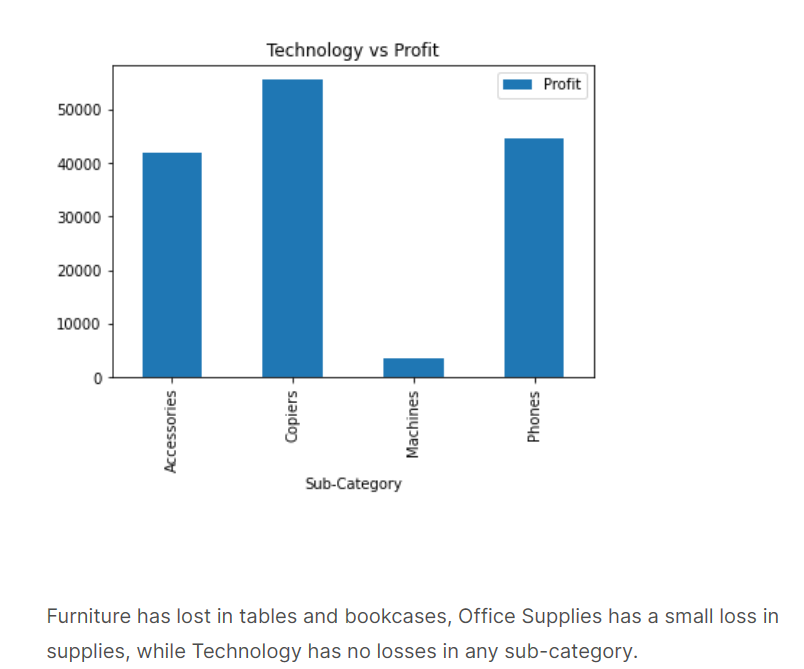 Technology vs Profit
Profit
50000
40000
30000
20000
10000
0
Accessories
Copiers
Machines
Phones
Sub-Category
Furniture has lost in tables and bookcases, Office Supplies has a small loss in
supplies, while Technology has no losses in any sub-category.